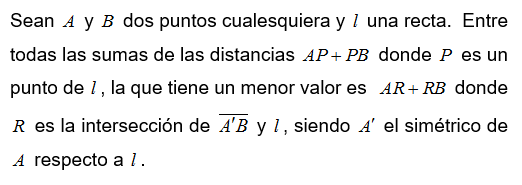 Sean A y B dos puntos cualesquiera y l una recta. Entre
todas las sumas de las distancias AP + PB donde P es un
punto de l , la que tiene un menor valor es AR + RB donde
R es la intersección de A̅′̅B̅ y l , siendo A′ el simétrico de
A respecto a l .